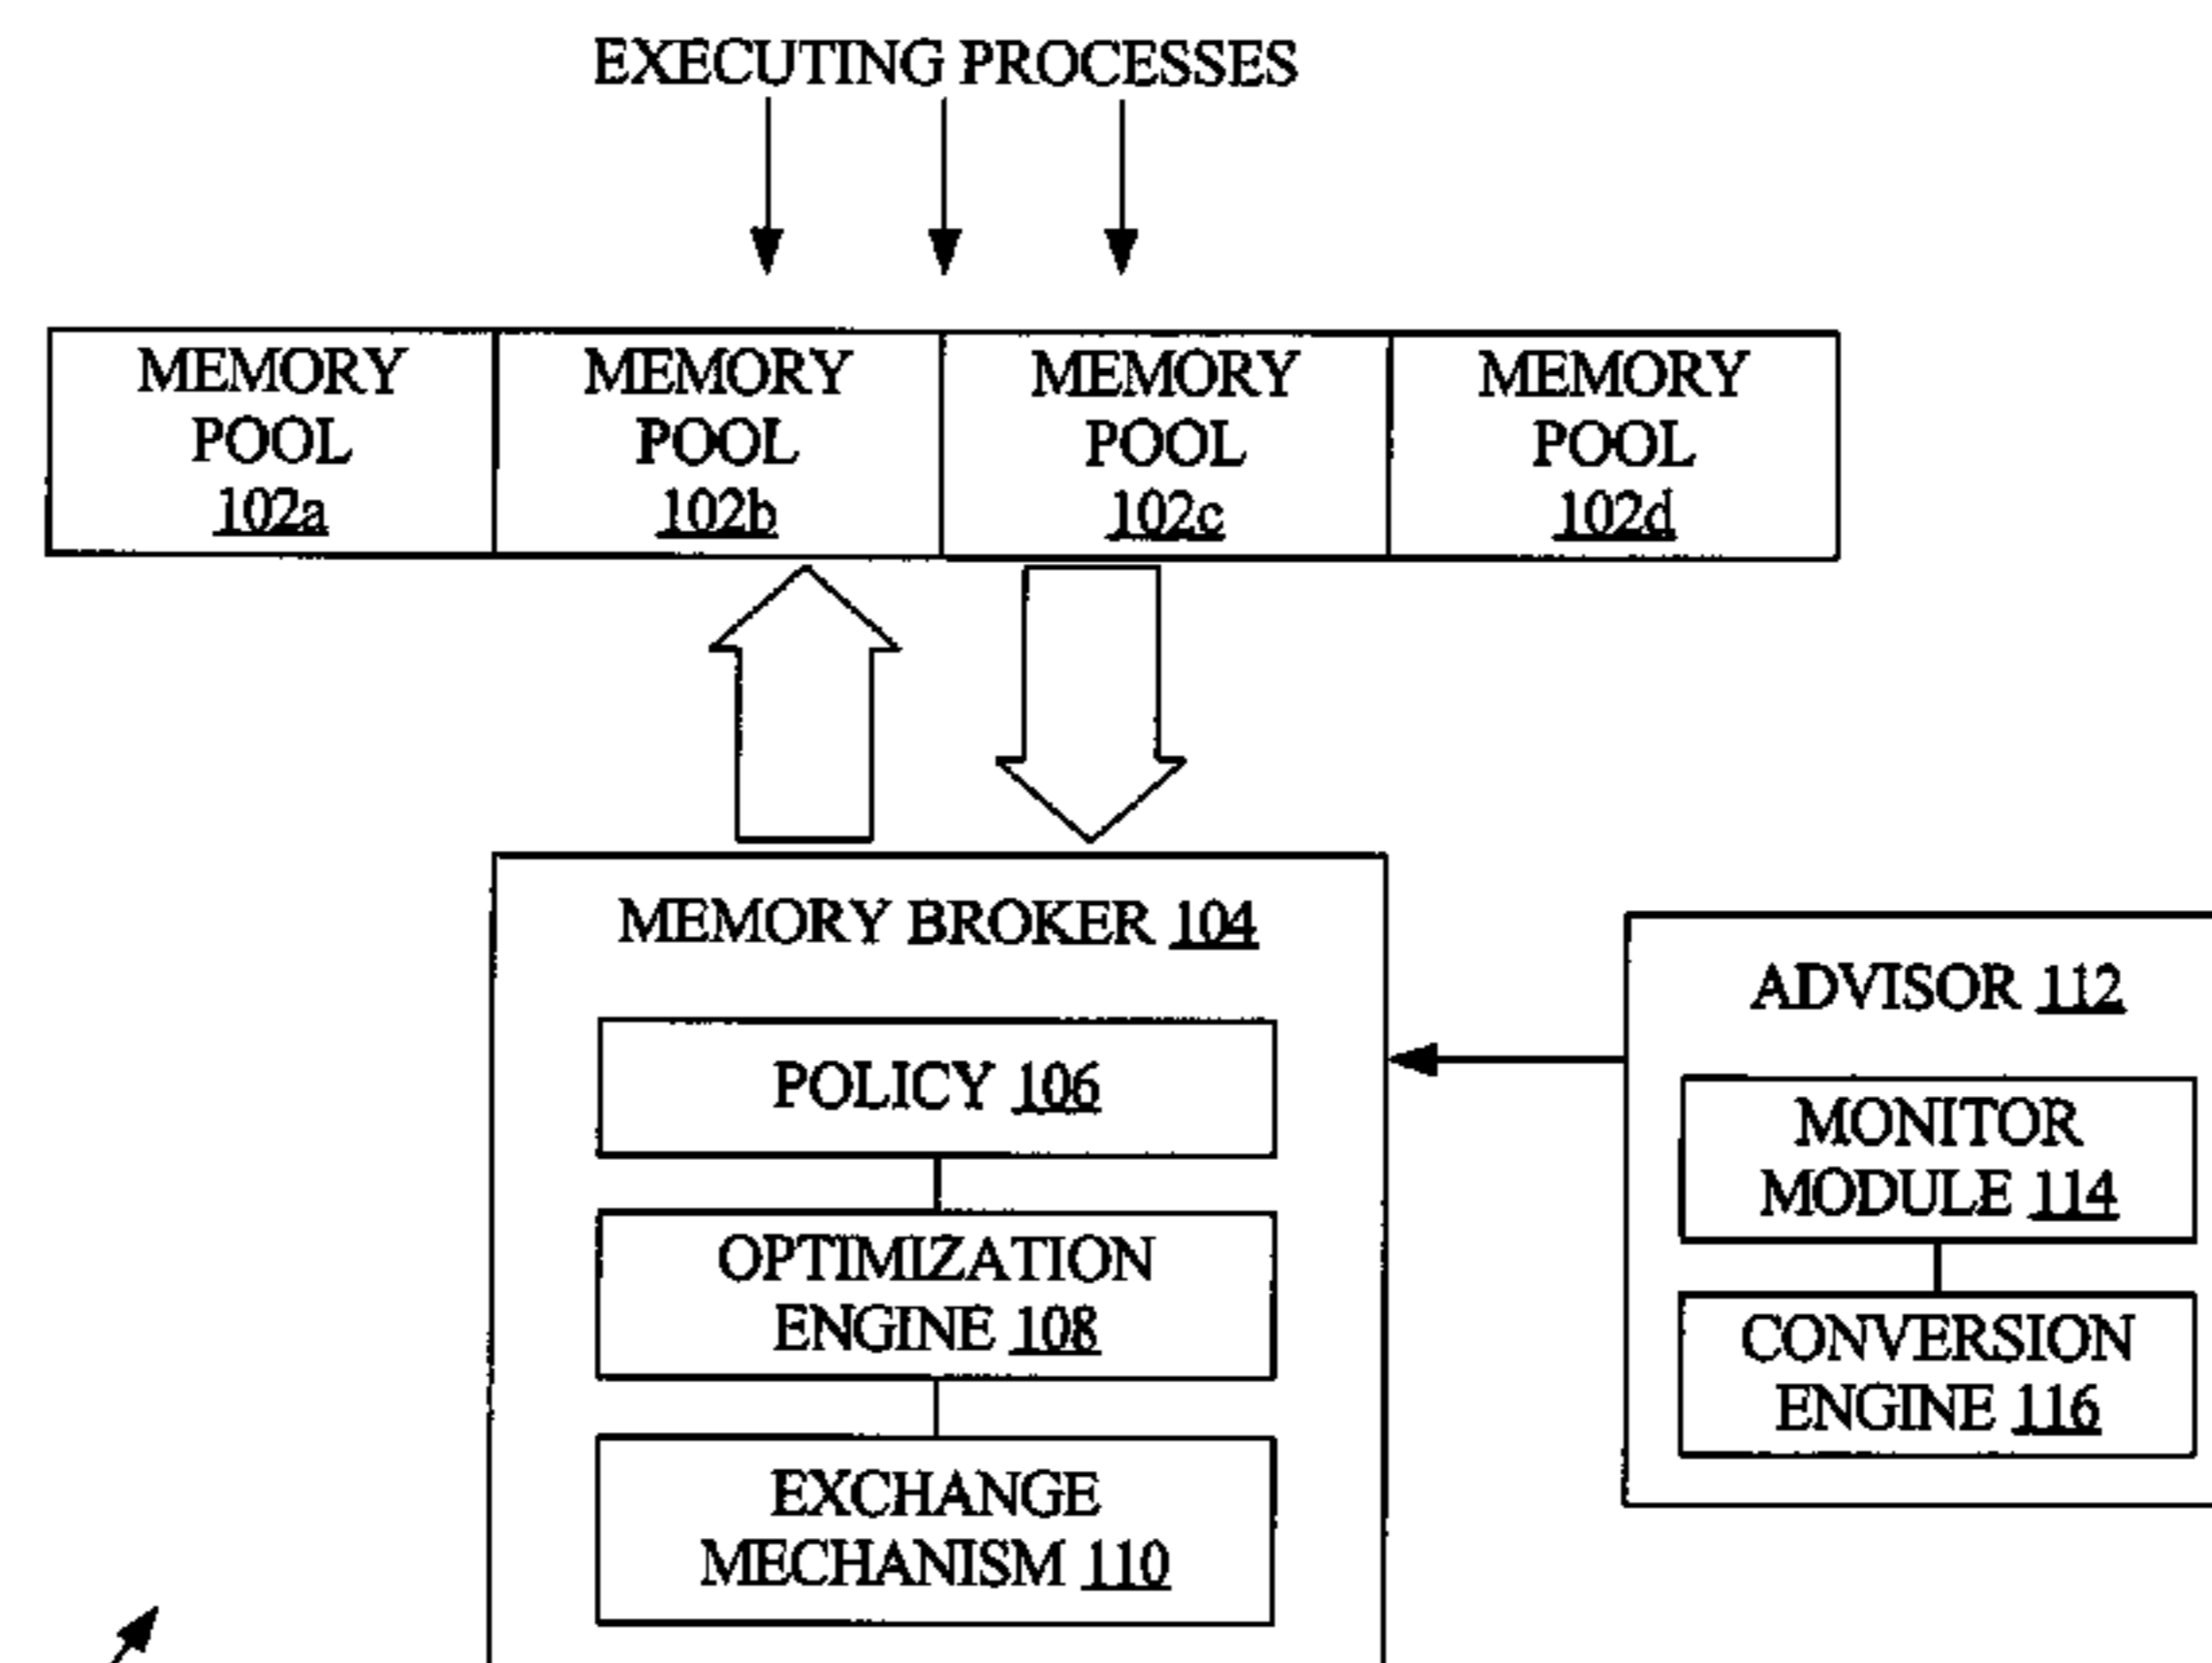 EXECUTING PROCESSES
MEMORY
POOL
102a
MEMORY
POOL
102b
MEMORY
POOL
102c
MEMORY
POOL
102d
MEMORY BROKER 104
POLICY 106
OPTIMIZATION
ENGINE 108
EXCHANGE
MECHANISM 110
ADVISOR 112
MONITOR
MODULE 114
CONVERSION
ENGINE 116